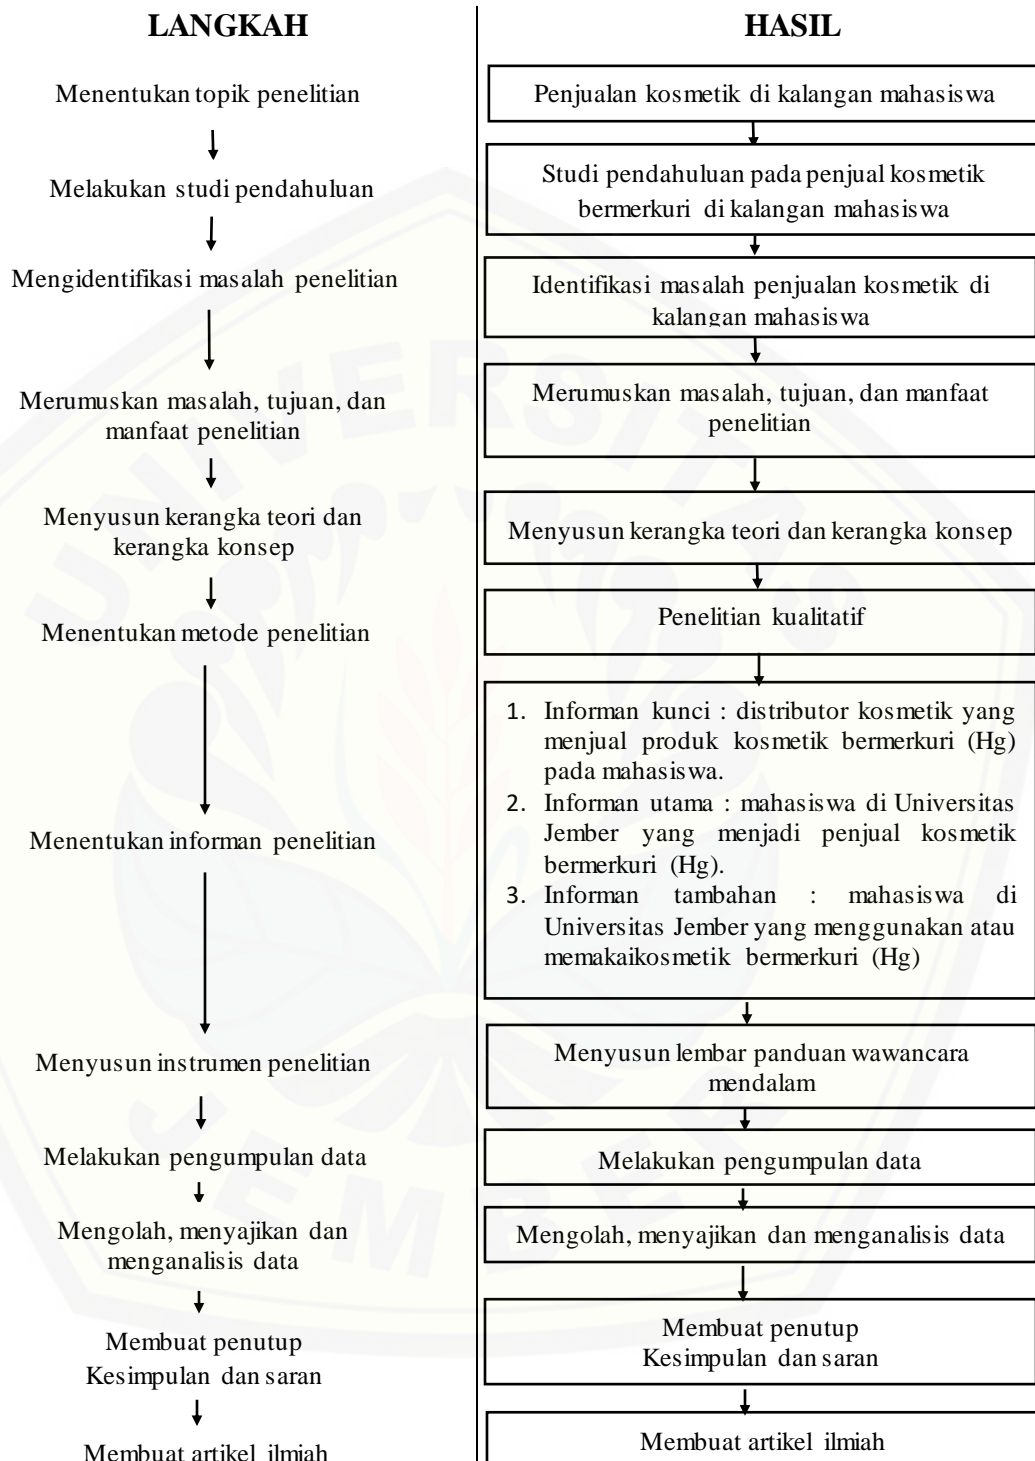 LANGKAH
HASIL
Menentukan topik penelitian
Penjualan kosmetik di kalangan mahasiswa
Melakukan studi pendahuluan
Studi pendahuluan pada penjual kosmetik
bermerkuri di kalangan mahasiswa
Mengidentifikasi masalah penelitian
Identifikasi masalah penjualan kosmetik di
kalangan mahasiswa
Merumuskan masalah, tujuan, dan
manfaat penelitian
Merumuskan masalah, tujuan, dan manfaat
penelitian
Menyusun kerangka teori dan
kerangka konsep
Menyusun kerangka teori dan kerangka konsep
Menentukan metode penelitian
Penelitian kualitatif
Menentukan informan penelitian
1. Informan kunci : distributor kosmetik yang
menjual produk kosmetik bermerkuri (Hg)
pada mahasiswa.
2. Informan utama : mahasiswa di Universitas
Jember yang menjadi penjual kosmetik
bermerkuri (Hg).
3. Informan tambahan : mahasiswa di
Universitas Jember yang menggunakan atau
memakaikosmetik bermerkuri (Hg)
Menyusun instrumen penelitian
Menyusun lembar panduan wawancara
mendalam
Melakukan pengumpulan data
Melakukan pengumpulan data
Mengolah, menyajikan dan
menganalisis data
Mengolah, menyajikan dan menganalisis data
Membuat penutup
Kesimpulan dan saran
Membuat penutup
Kesimpulan dan saran
Membuat artikel ilmiah
Membuat artikel ilmiah
UNIVERSITAS
JEMBER